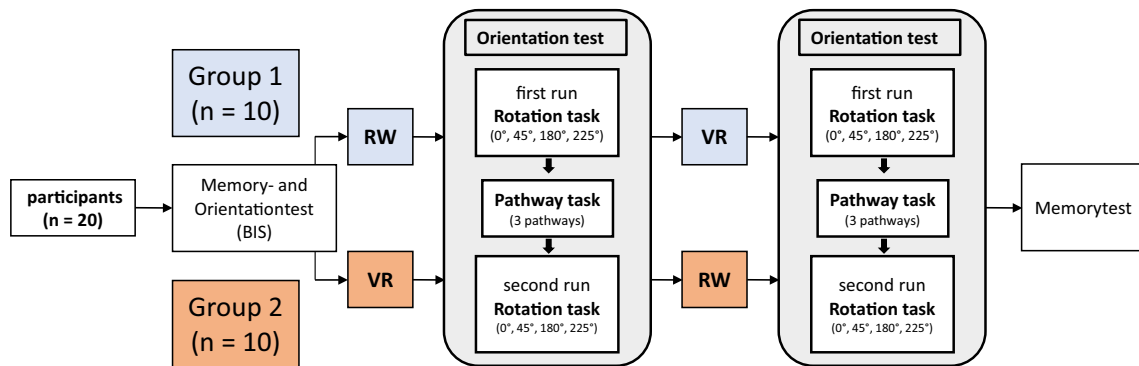 participants
(n = 20)
Group 1
(n = 10)
Memory- and
Orientationtest
(BIS)
Group 2
(n = 10)
RW
VR
Orientation test
first run
Rotation task
(0°, 45°, 180°, 225°)
Pathway task
(3 pathways)
second run
Rotation task
(0°, 45°, 180°, 225°)
VR
RW
Orientation test
first run
Rotation task
(0°, 45°, 180°, 225°)
Pathway task
(3 pathways)
second run
Rotation task
(0°, 45°, 180°, 225°)
Memorytest